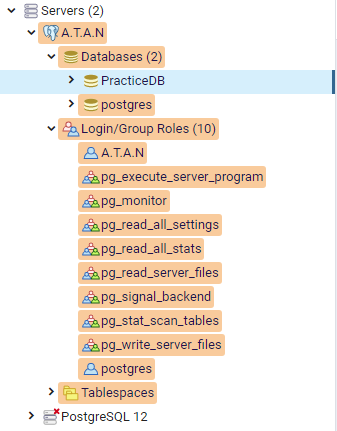 Servers (2)
A.T.A.N
Databases (2)
PracticeDB
postgres
Login/Group Roles (10)
A.T.A.N
pg_execute_server_program
pg_monitor
pg_read_all_settings
pg_read_all_stats
pg_read_server_files
pg_signal_backend
pg_stat_scan_tables
pg_write_server_files
postgres
Tablespaces
PostgreSQL 12